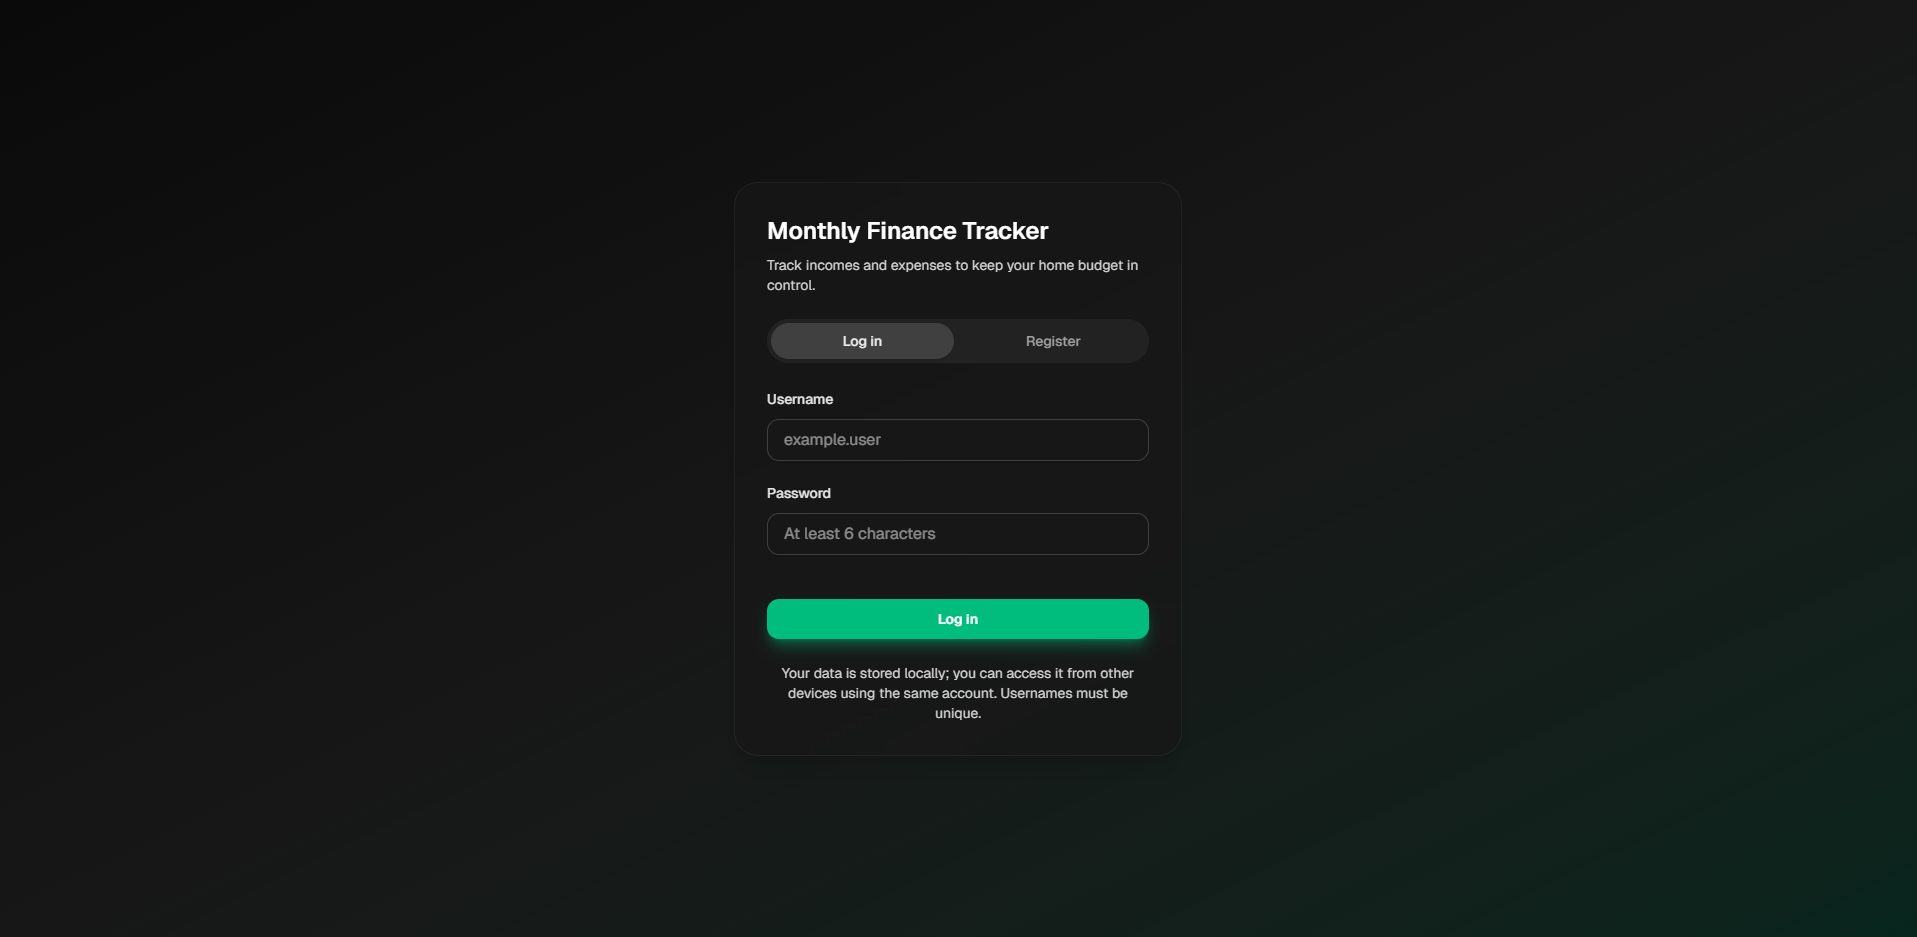 Monthly Finance Tracker
Track incomes and expenses to keep your home budget in
control.
Log in
Register
Username
example.user
Password
At least 6 characters
Log in
Your data is stored locally; you can access it from other
devices using the same account. Usernames must be
unique.